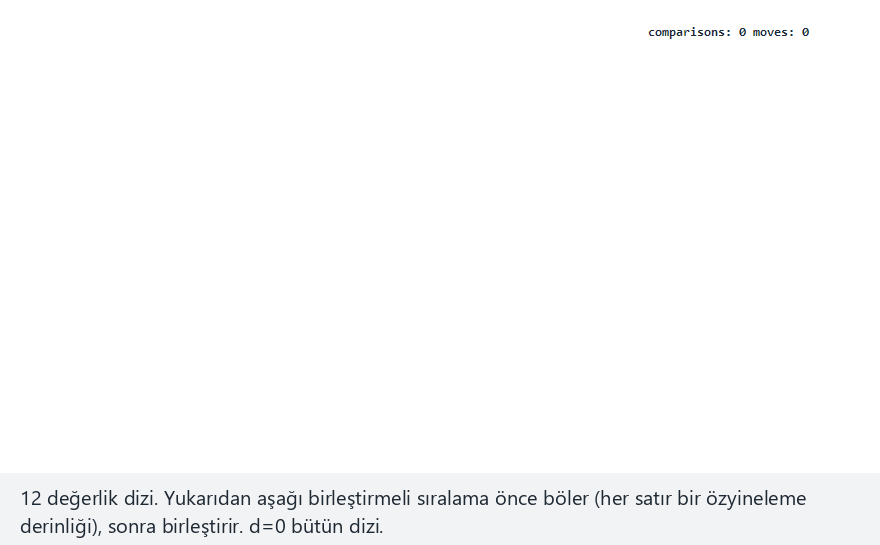 comparisons: 0 moves: 0
12 değerlik dizi. Yukarıdan aşağı birleştirmeli sıralama önce böler (her satır bir özyineleme
derinliği), sonra birleştirir. d=0 bütün dizi.